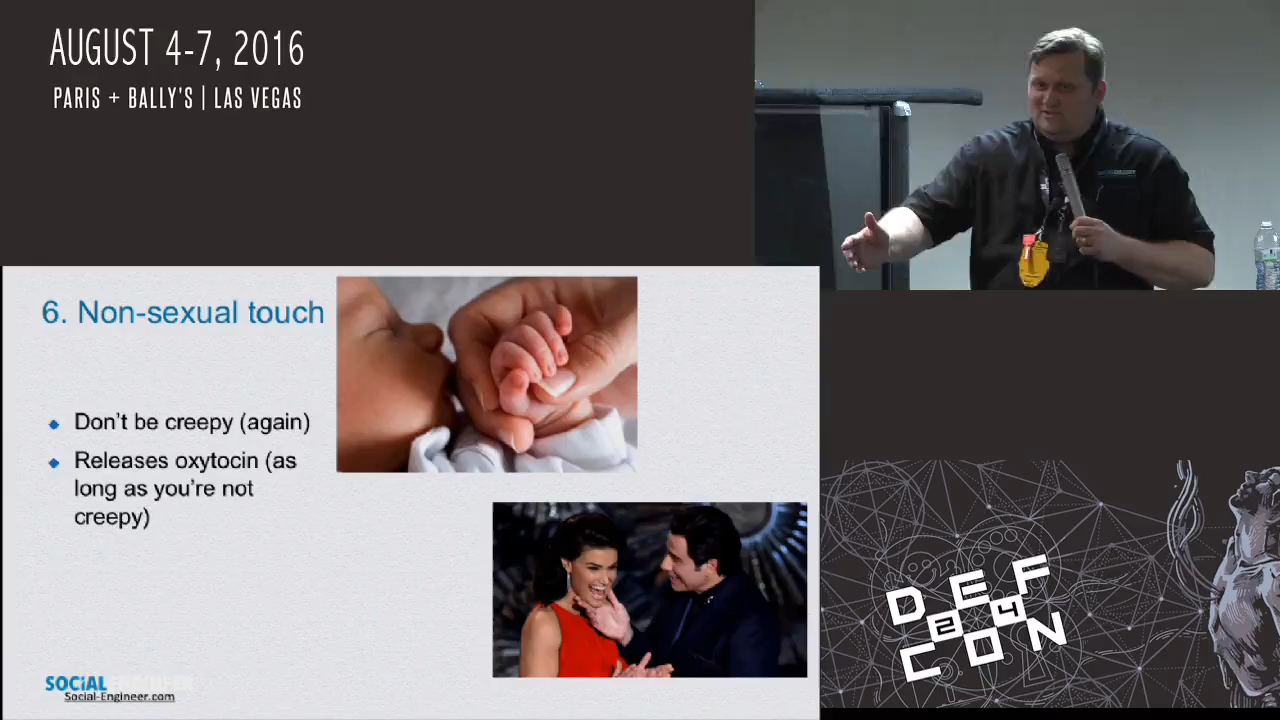 AUGUST 4-7, 2016
PARIS + BALLY'S | LAS VEGAS
6. Non-sexual touch
Don't be creepy (again)
Releases oxytocin (as
long as you're not
creepy)
SOCIAL-ENGINEER
Social-Engineer.com
DEF
24
CON